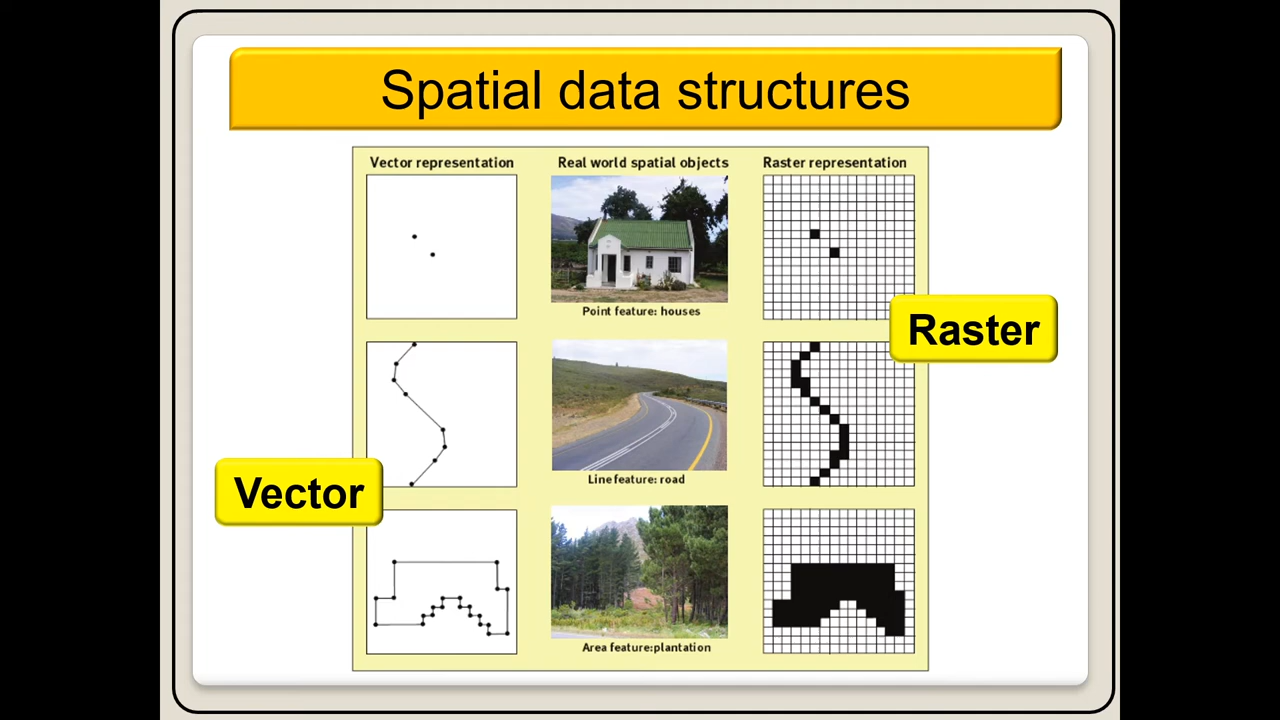 Spatial data structures
Vector representation
Real world spatial objects
Raster representation
Point feature: houses
Raster
Line feature: road
Vector
Area feature:plantation